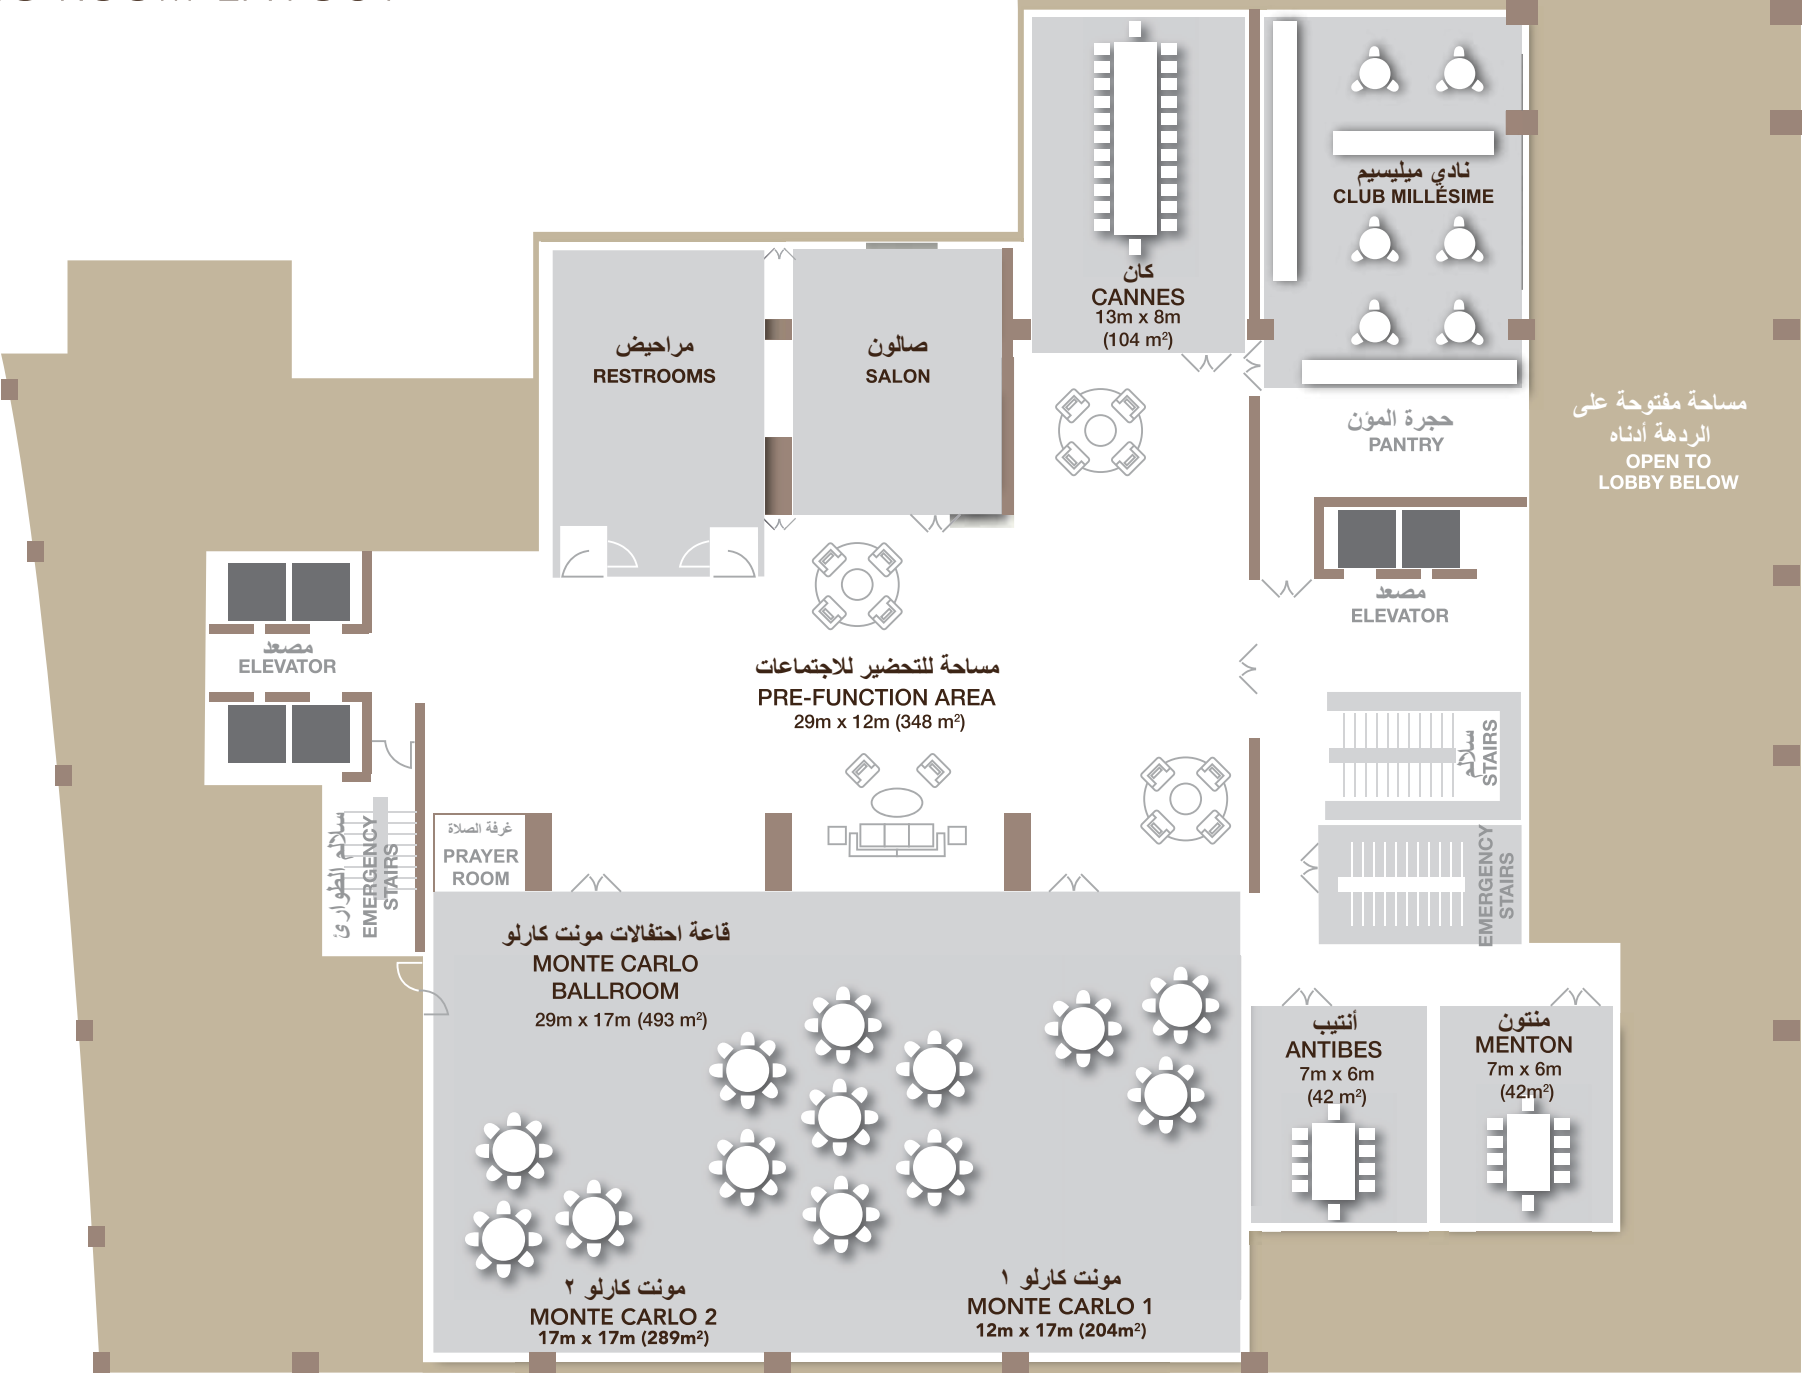 كان
CANNES
13m x 8m
(104 m²)
نادي ميليسيم
CLUB MILLÉSIME
مراحيض
RESTROOMS
صالون
SALON
حجرة المؤن
PANTRY
مساحة مفتوحة على
الردهة أدناه
OPEN TO
LOBBY BELOW
مصعد
ELEVATOR
مصعد
ELEVATOR
مساحة للتحضير للاجتماعات
PRE-FUNCTION AREA
29m x 12m (348 m²)
سلالم
STAIRS
سلالم الطوارئ
EMERGENCY
STAIRS
غرفة الصلاة
PRAYER
ROOM
EMERGENCY
STAIRS
قاعة احتفالات مونت كارلو
MONTE CARLO
BALLROOM
29m x 17m (493 m²)
أنتيب
ANTIBES
7m x 6m
(42 m²)
منتون
MENTON
7m x 6m
(42m²)
مونت كارلو ٢
MONTE CARLO 2
17m x 17m (289m²)
مونت كارلو ١
MONTE CARLO 1
12m x 17m (204m²)